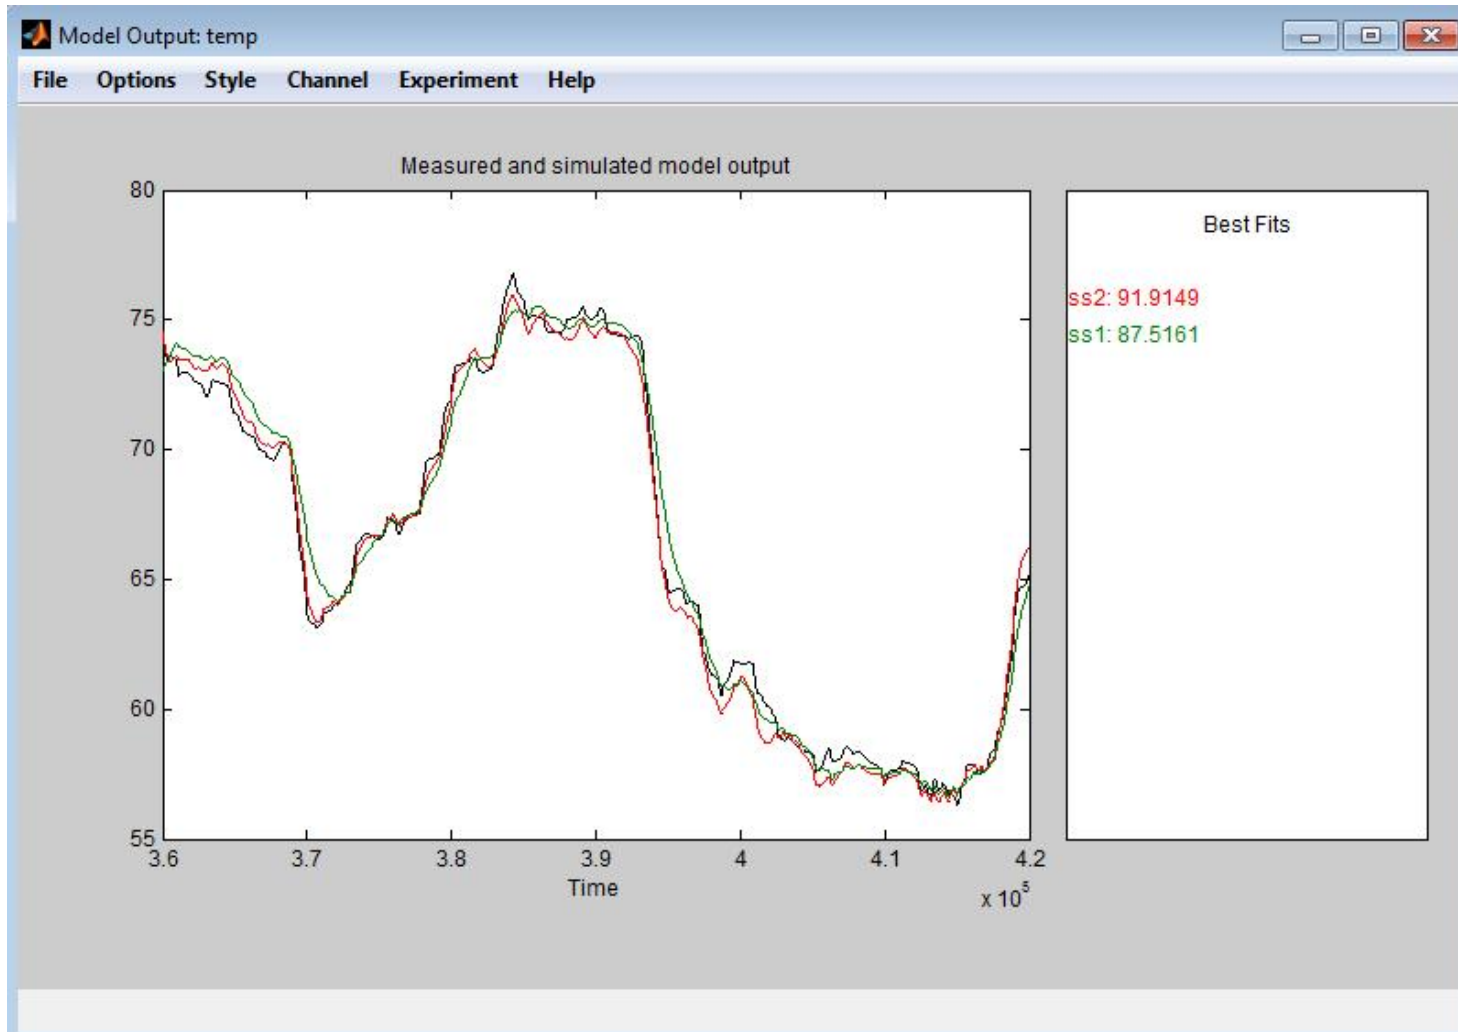 Model Output: temp
File Options Style Channel Experiment Help
Measured and simulated model output
80
75
70
65
60
55
3.6 3.7 3.8 3.9 4 4.1 4.2
Time
x 10⁵
Best Fits
ss2: 91.9149
ss1: 87.5161